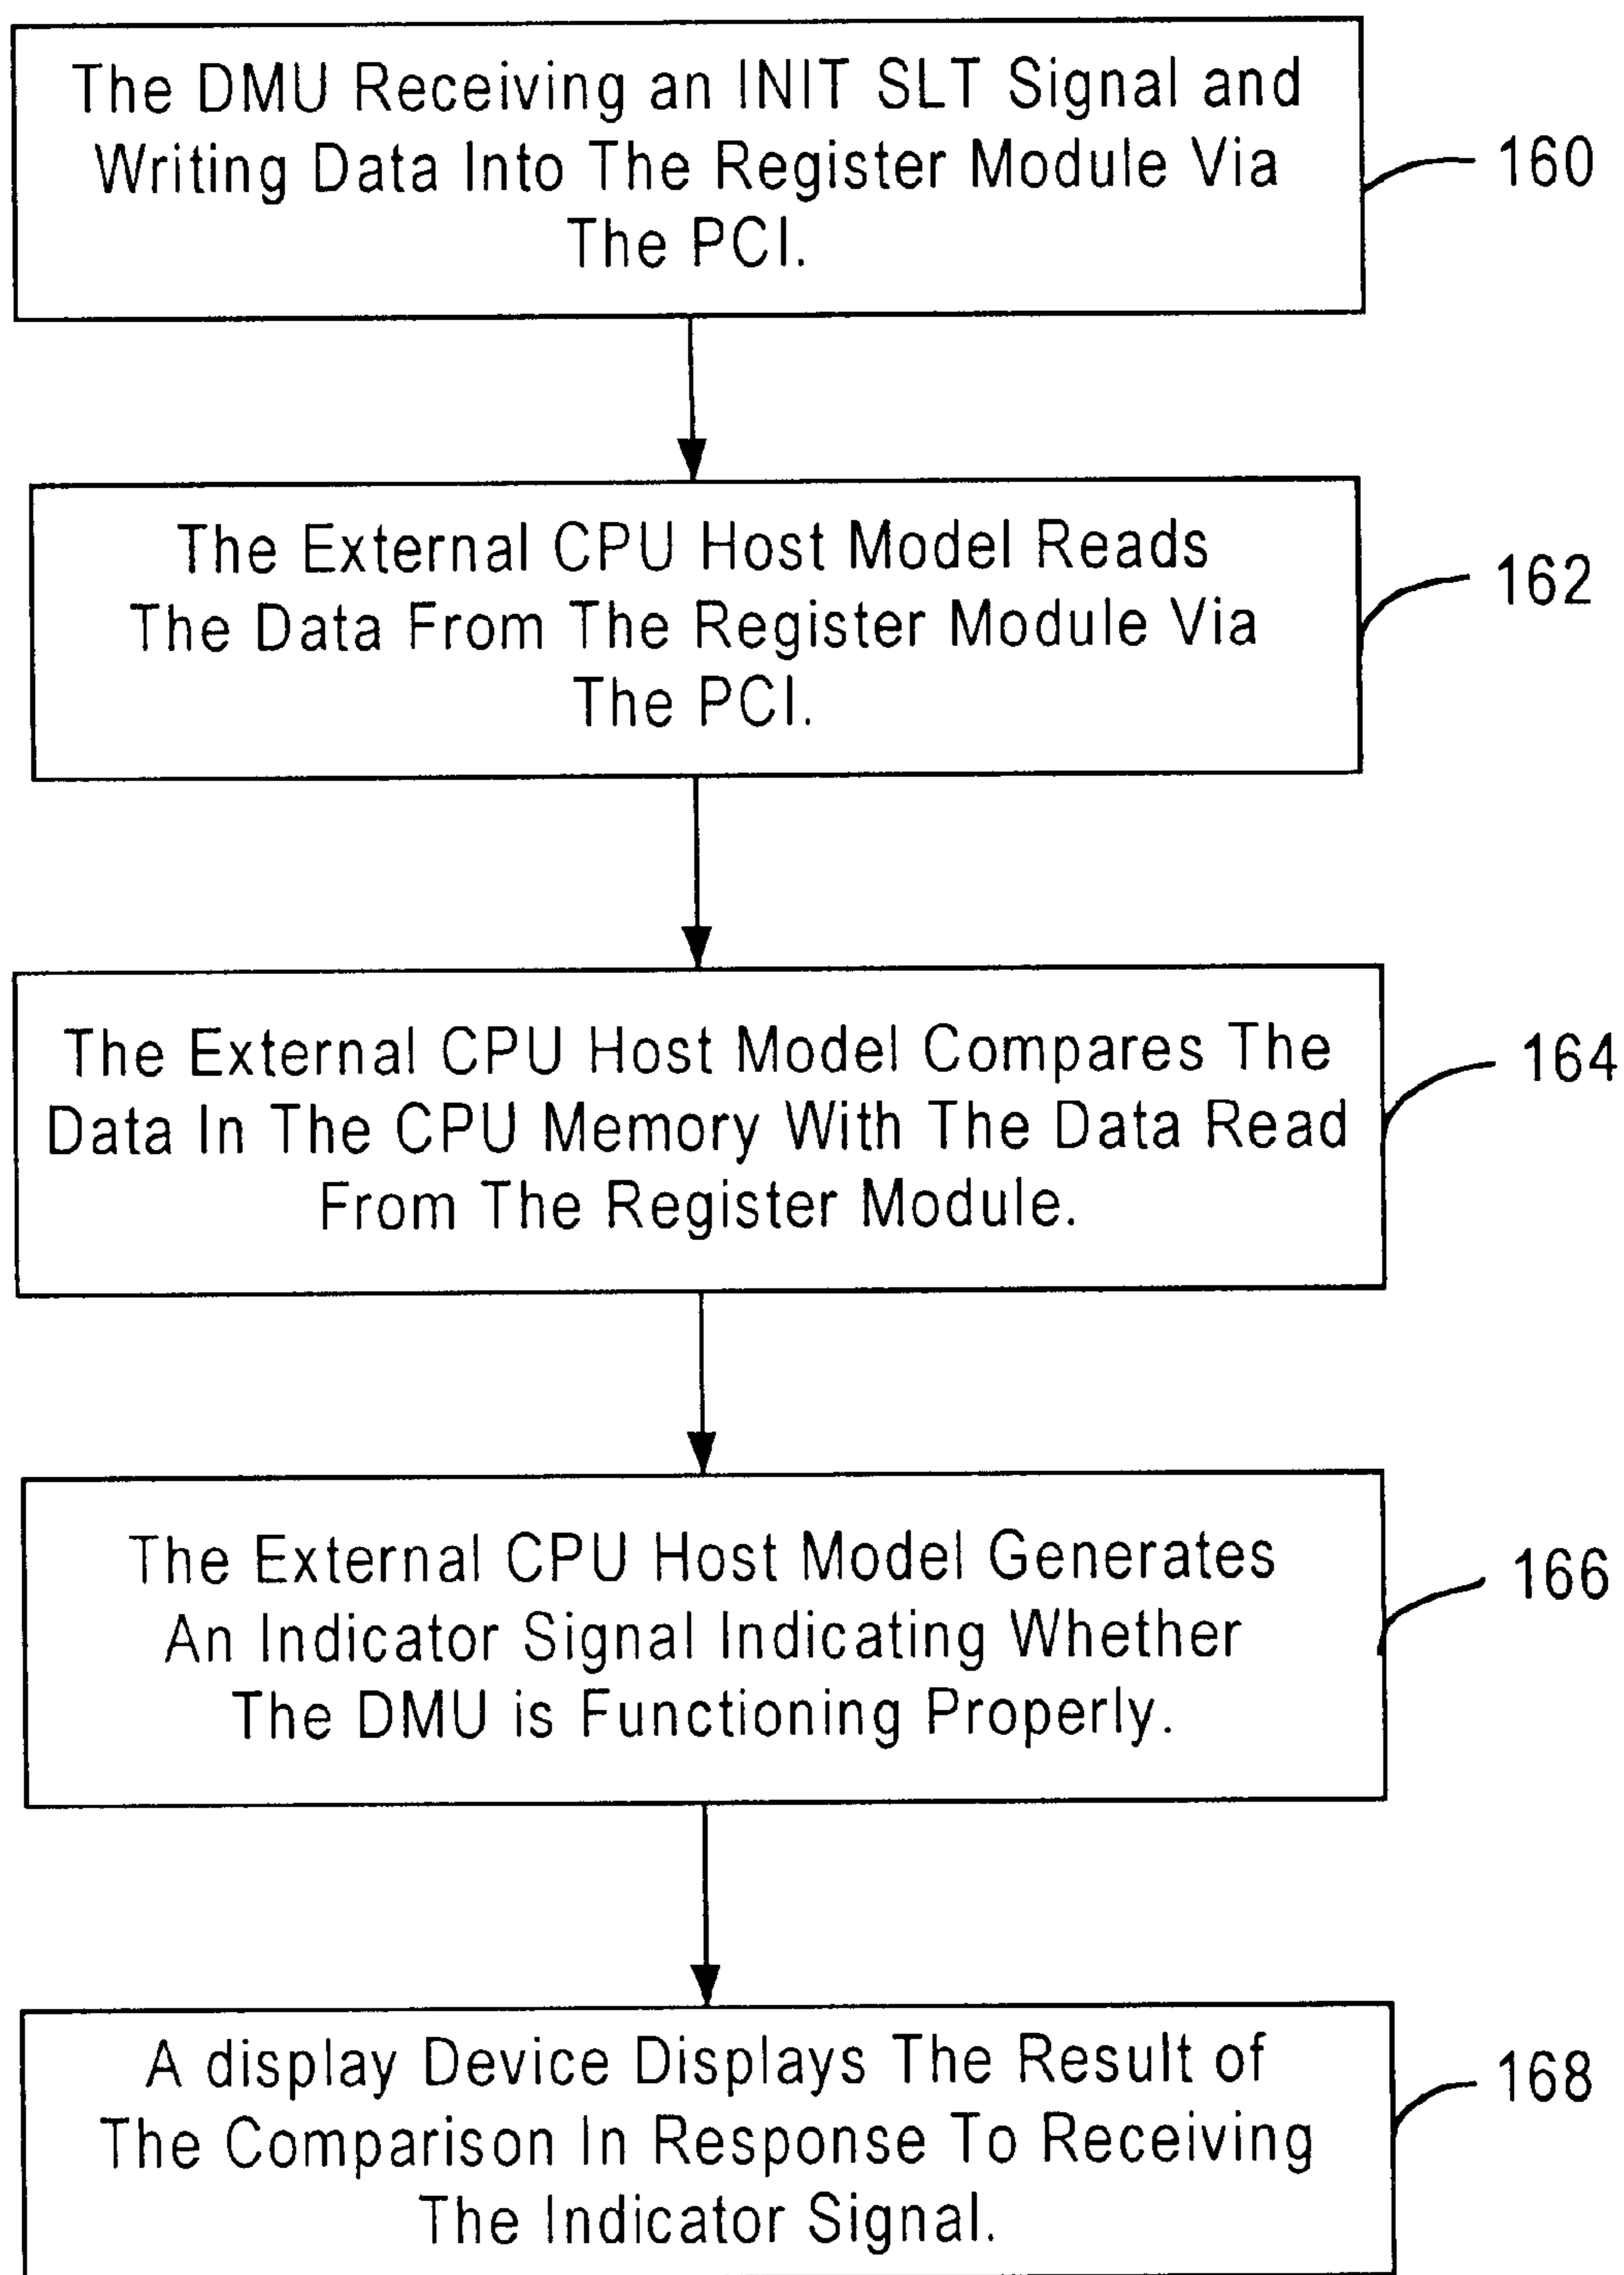 The DMU Receiving an INIT SLT Signal and
Writing Data Into The Register Module Via
The PCI.
160
The External CPU Host Model Reads
The Data From The Register Module Via
The PCI.
162
The External CPU Host Model Compares The
Data In The CPU Memory With The Data Read
From The Register Module.
164
The External CPU Host Model Generates
An Indicator Signal Indicating Whether
The DMU is Functioning Properly.
166
A display Device Displays The Result of
The Comparison In Response To Receiving
The Indicator Signal.
168